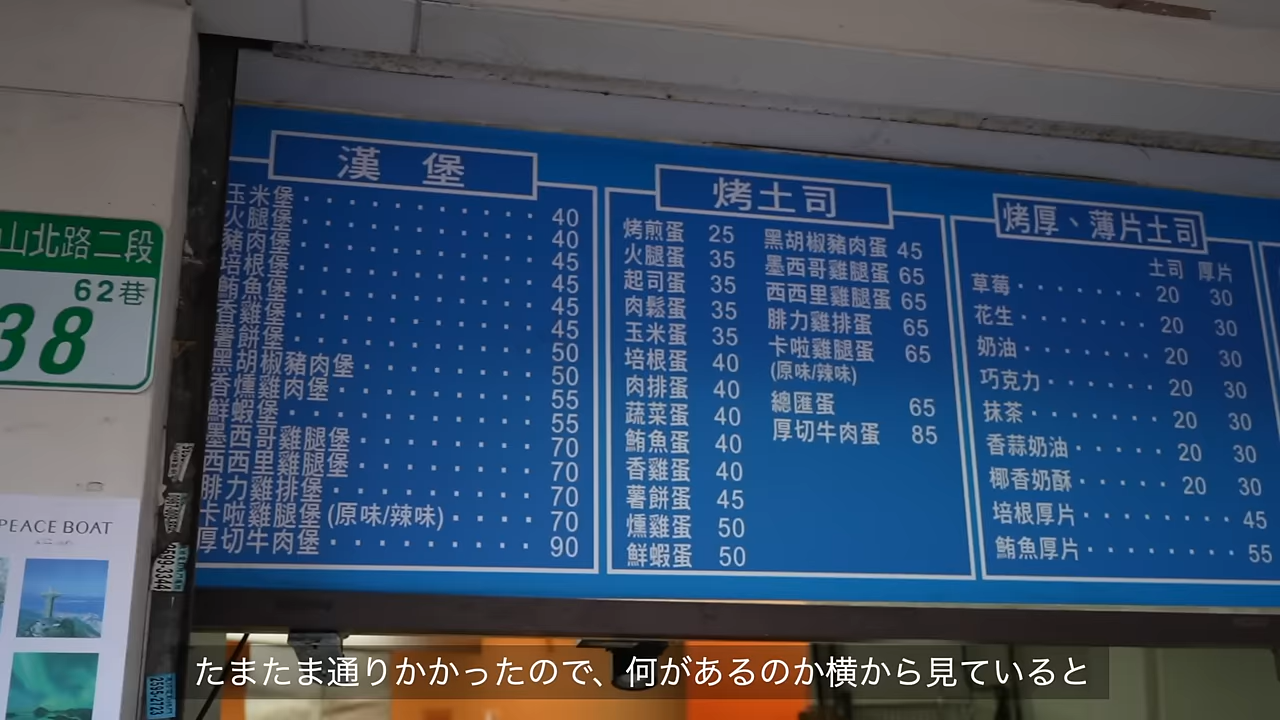 山北路二段
62巷
38
PEACE BOAT
漢 堡
玉米堡 40
火腿堡 40
豬肉堡 45
培根堡 45
鮪魚堡 45
香雞堡 45
薯餅堡 50
黑胡椒豬肉堡 50
香燻雞肉堡 55
鮮蝦堡 55
墨西哥雞腿堡 70
西西里雞腿堡 70
腓力雞排堡 70
卡啦雞腿堡(原味/辣味) 70
厚切牛肉堡 90
烤土司
烤煎蛋 25
火腿蛋 35
起司蛋 35
肉鬆蛋 35
玉米蛋 35
培根蛋 40
肉排蛋 40
蔬菜蛋 40
鮪魚蛋 40
香雞蛋 40
薯餅蛋 45
燻雞蛋 50
鮮蝦蛋 50
黑胡椒豬肉蛋 45
墨西哥雞腿蛋 65
西西里雞腿蛋 65
腓力雞排蛋 65
卡啦雞腿蛋 65
(原味/辣味)
總匯蛋 65
厚切牛肉蛋 85
烤厚、薄片土司
土司 厚片
草莓 20 30
花生 20 30
奶油 20 30
巧克力 20 30
抹茶 20 30
香蒜奶油 20 30
椰香奶酥 20 30
培根厚片 45
鮪魚厚片 55
たまたま通りかかったので、何があるのか横から見ていると